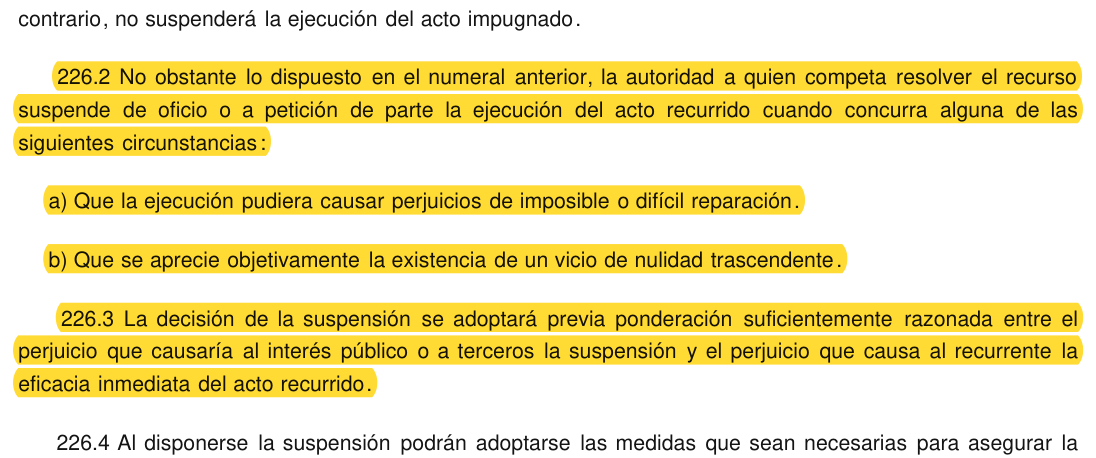 contrario, no suspenderá la ejecución del acto impugnado.
226.2 No obstante lo dispuesto en el numeral anterior, la autoridad a quien competa resolver el recurso
suspende de oficio o a petición de parte la ejecución del acto recurrido cuando concurra alguna de las
siguientes circunstancias:
a) Que la ejecución pudiera causar perjuicios de imposible o difícil reparación.
b) Que se aprecie objetivamente la existencia de un vicio de nulidad trascendente.
226.3 La decisión de la suspensión se adoptará previa ponderación suficientemente razonada entre el
perjuicio que causaría al interés público o a terceros la suspensión y el perjuicio que causa al recurrente la
eficacia inmediata del acto recurrido.
226.4 Al disponerse la suspensión podrán adoptarse las medidas que sean necesarias para asegurar la